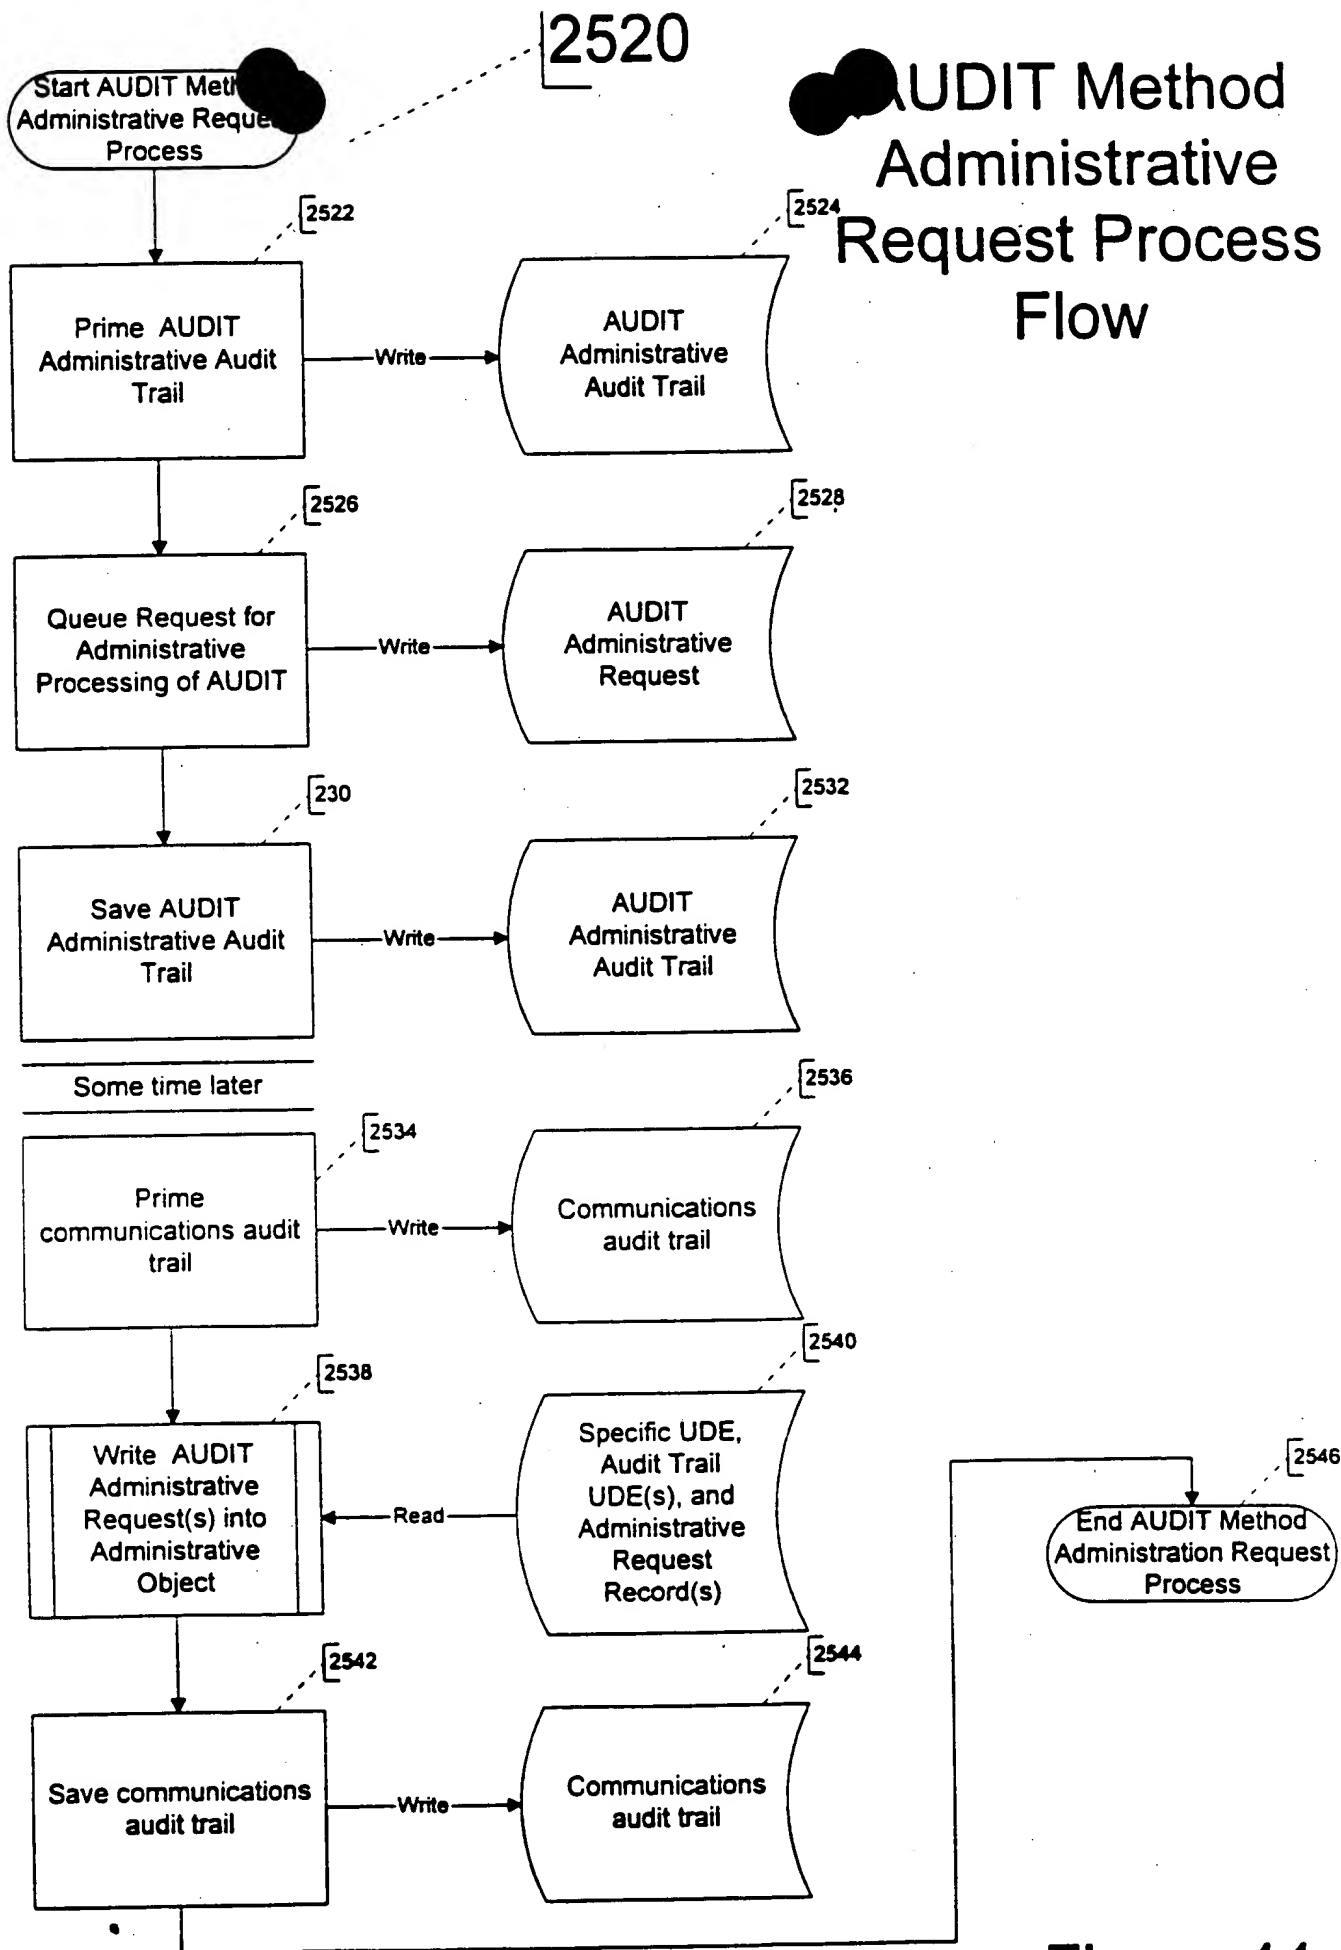 2520
AUDIT Method
Administrative
Request Process
Flow
Start AUDIT
Administrative
Process
2522
Prime AUDIT
Administrative Audit
Trail
Write
2524
AUDIT
Administrative
Audit Trail
2526
Queue Request for
Administrative
Processing of AUDIT
Write
2528
AUDIT
Administrative
Request
230
Save AUDIT
Administrative Audit
Trail
Write
2532
AUDIT
Administrative
Audit Trail
Some time later
2534
Prime
communications audit
trail
Write
2536
Communications
audit trail
2538
Write AUDIT
Administrative
Request(s) into
Administrative
Object
Read
2540
Specific UDE,
Audit Trail
UDE(s), and
Administrative
Request
Record(s)
2542
Save communications
audit trail
Write
2544
Communications
audit trail
2546
End AUDIT Method
Administration Request
Process